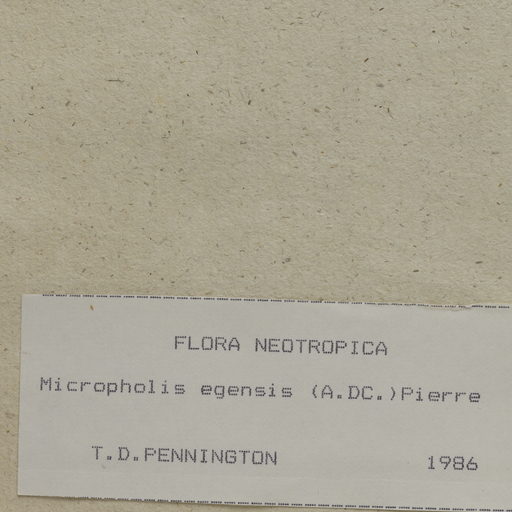 FLORA NEOTROPICA
Micropholis egensis (A.DC.)Pierre
T.D.PENNINGTON 1986